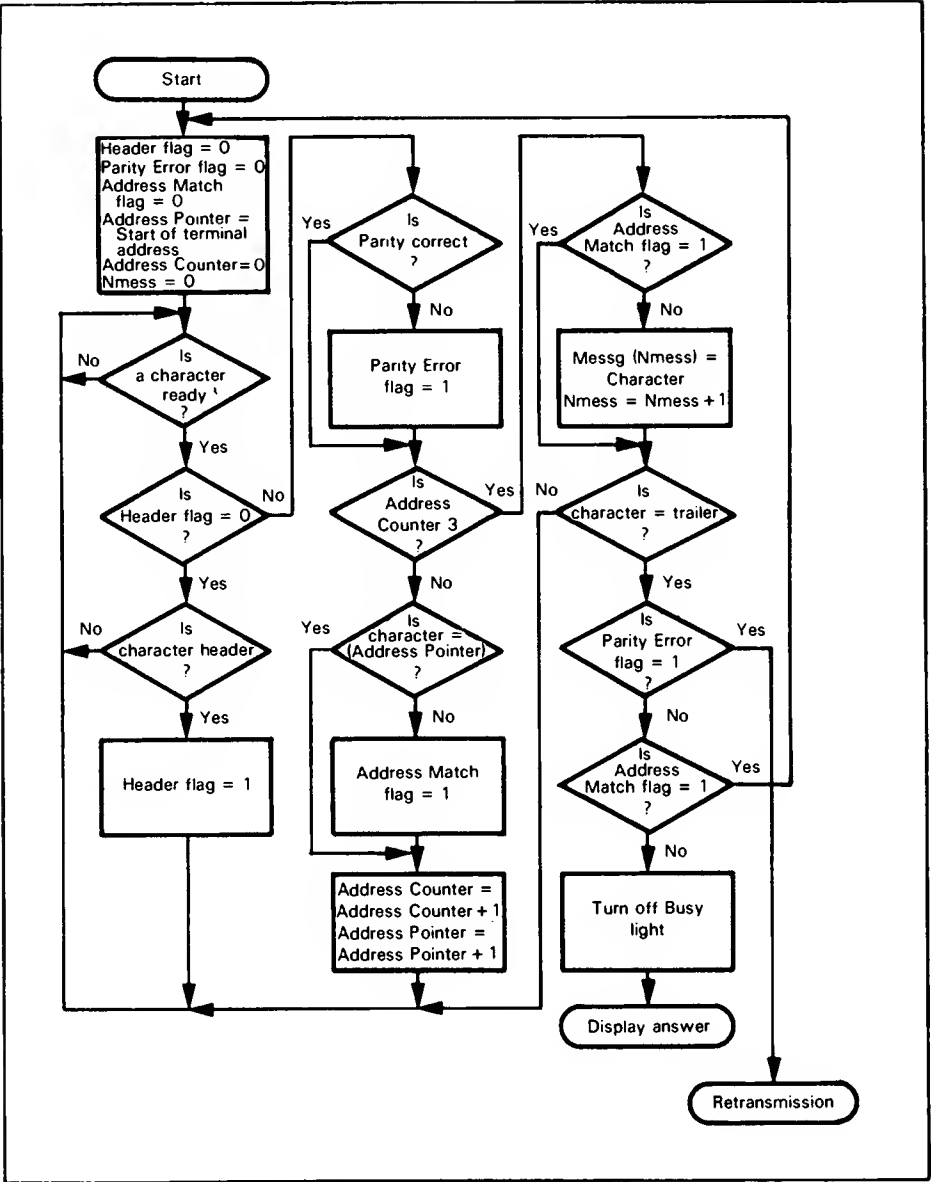 Start
Header flag = 0
Parity Error flag = 0
Address Match
flag = 0
Address Pointer =
Start of terminal
address
Address Counter = 0
Nmess = 0
Is
a character
ready
?
No
Yes
Is
Header flag = 0
?
No
Yes
Is
character header
?
No
Yes
Header flag = 1
Is
Parity correct
?
Yes
No
Parity Error
flag = 1
Is
Address
Counter 3
?
Yes
No
Is
character =
(Address Pointer)
?
Yes
No
Address Match
flag = 1
Address Counter =
Address Counter + 1
Address Pointer =
Address Pointer + 1
Is
Address
Match flag = 1
?
Yes
No
Messg (Nmess) =
Character
Nmess = Nmess + 1
Is
character = trailer
?
No
Yes
Is
Parity Error
flag = 1
?
Yes
No
Is
Address
Match flag = 1
?
Yes
No
Turn off Busy
light
Display answer
Retransmission